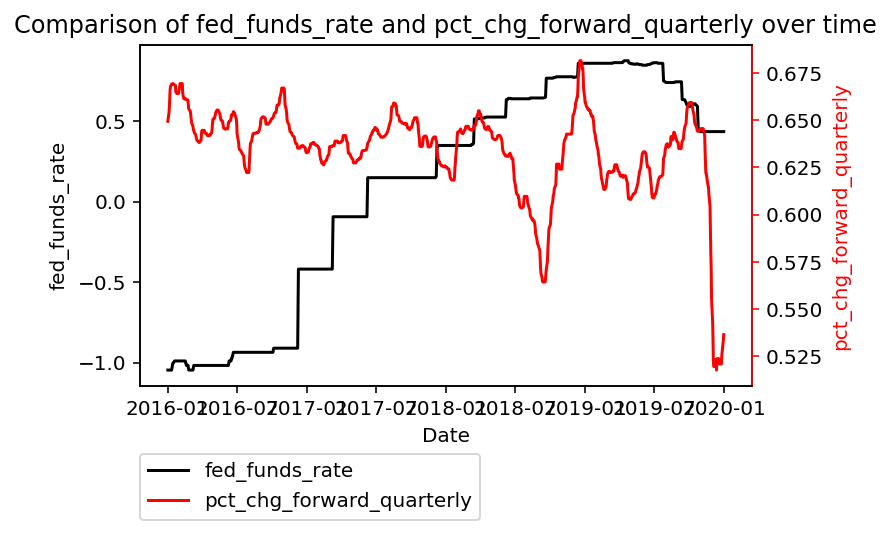 Comparison of fed_funds_rate and pct_chg_forward_quarterly over time
fed_funds_rate
0.5
0.0
−0.5
−1.0
0.675
0.650
0.625
0.600
0.575
0.550
0.525
pct_chg_forward_quarterly
2016-01 2016-07 2017-01 2017-07 2018-01 2018-07 2019-01 2019-07 2020-01
Date
fed_funds_rate
pct_chg_forward_quarterly